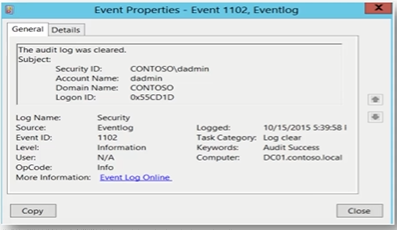 Event Properties - Event 1102, Eventlog
General Details
The audit log was cleared.
Subject:
Security ID: CONTOSO\dadmin
Account Name: dadmin
Domain Name: CONTOSO
Logon ID: 0x55CD1D
Log Name: Security
Source: Eventlog Logged: 10/15/2015 5:39:58
Event ID: 1102 Task Category: Log clear
Level: Information Keywords: Audit Success
User: N/A Computer: DC01.contoso.local
OpCode: Info
More Information: Event Log Online
Copy Close